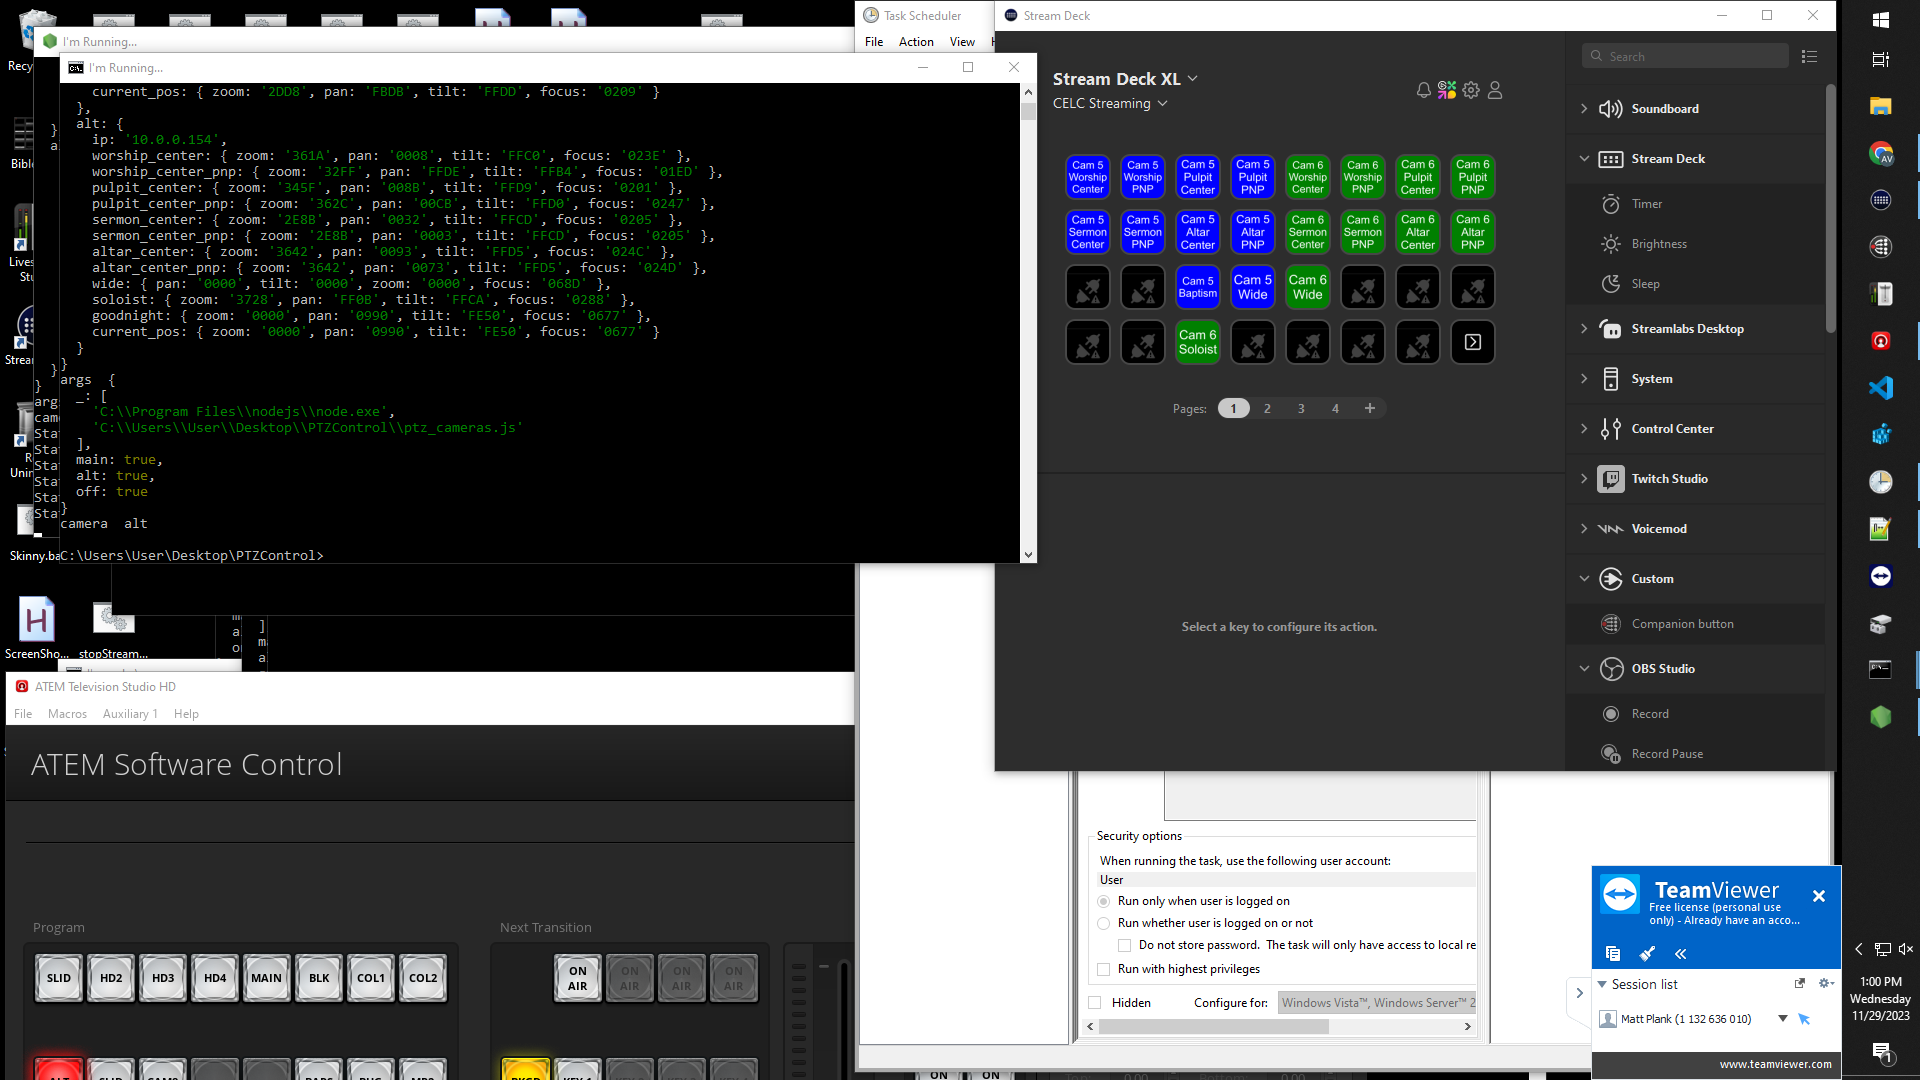 I'm Running...
I'm Running...
current_pos: { zoom: '2DD8', pan: 'FBDB', tilt: 'FFDD', focus: '0209' }
},
alt: {
ip: '10.0.0.154',
worship_center: { zoom: '361A', pan: '0008', tilt: 'FFC0', focus: '023E' },
worship_center_pnp: { zoom: '32FF', pan: 'FFDE', tilt: 'FFB4', focus: '01ED' },
pulpit_center: { zoom: '345F', pan: '008B', tilt: 'FFD9', focus: '0201' },
pulpit_center_pnp: { zoom: '362C', pan: '00CB', tilt: 'FFD0', focus: '0247' },
sermon_center: { zoom: '2E8B', pan: '0032', tilt: 'FFCD', focus: '0205' },
sermon_center_pnp: { zoom: '2E8B', pan: '0003', tilt: 'FFCD', focus: '0205' },
altar_center: { zoom: '3642', pan: '0093', tilt: 'FFD5', focus: '024C' },
altar_center_pnp: { zoom: '3642', pan: '0073', tilt: 'FFD5', focus: '024D' },
wide: { pan: '0000', tilt: '0000', zoom: '0000', focus: '068D' },
soloist: { zoom: '3728', pan: 'FF0B', tilt: 'FFCA', focus: '0288' },
goodnight: { zoom: '0000', pan: '0990', tilt: 'FE50', focus: '0677' },
current_pos: { zoom: '0000', pan: '0990', tilt: 'FE50', focus: '0677' }
}
}
args {
_: [
'C:\\Program Files\\nodejs\\node.exe',
'C:\\Users\\User\\Desktop\\PTZControl\\ptz_cameras.js'
],
main: true,
alt: true,
off: true
}
camera alt
C:\Users\User\Desktop\PTZControl>
Skinny.ba
ScreenSho...
stopStream...
Task Scheduler
File Action View
Stream Deck
Stream Deck XL
CELC Streaming
Cam 5 Worship Center
Cam 5 Worship PNP
Cam 5 Pulpit Center
Cam 5 Pulpit PNP
Cam 6 Worship Center
Cam 6 Worship PNP
Cam 6 Pulpit Center
Cam 6 Pulpit PNP
Cam 5 Sermon Center
Cam 5 Sermon PNP
Cam 5 Altar Center
Cam 5 Altar PNP
Cam 6 Sermon Center
Cam 6 Sermon PNP
Cam 6 Altar Center
Cam 6 Altar PNP
Cam 5 Baptism
Cam 5 Wide
Cam 6 Wide
Cam 6 Soloist
Pages: 1 2 3 4 +
Select a key to configure its action.
Search
Soundboard
Stream Deck
Timer
Brightness
Sleep
Streamlabs Desktop
System
Control Center
Twitch Studio
Voicemod
Custom
Companion button
OBS Studio
Record
Record Pause
ATEM Television Studio HD
File Macros Auxiliary 1 Help
ATEM Software Control
Program
SLID HD2 HD3 HD4 MAIN BLK COL1 COL2
Next Transition
ON AIR
ON AIR
ON AIR
ON AIR
Security options
When running the task, use the following user account:
User
Run only when user is logged on
Run whether user is logged on or not
Do not store password. The task will only have access to local re
Run with highest privileges
Hidden
Configure for: Windows Vista™, Windows Server™ 2
TeamViewer
Free license (personal use
only) - Already have an acco...
Session list
Matt Plank (1 132 636 010)
www.teamviewer.com
1:00 PM
Wednesday
11/29/2023
1